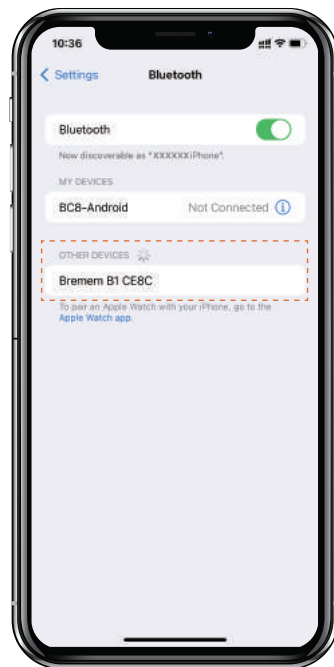 10:36
Settings
Bluetooth
Bluetooth
Now discoverable as "XXXXXXiPhone".
MY DEVICES
BC8-Android Not Connected
OTHER DEVICES
Bremem B1 CE8C
To pair an Apple Watch with your iPhone, go to the
Apple Watch app.